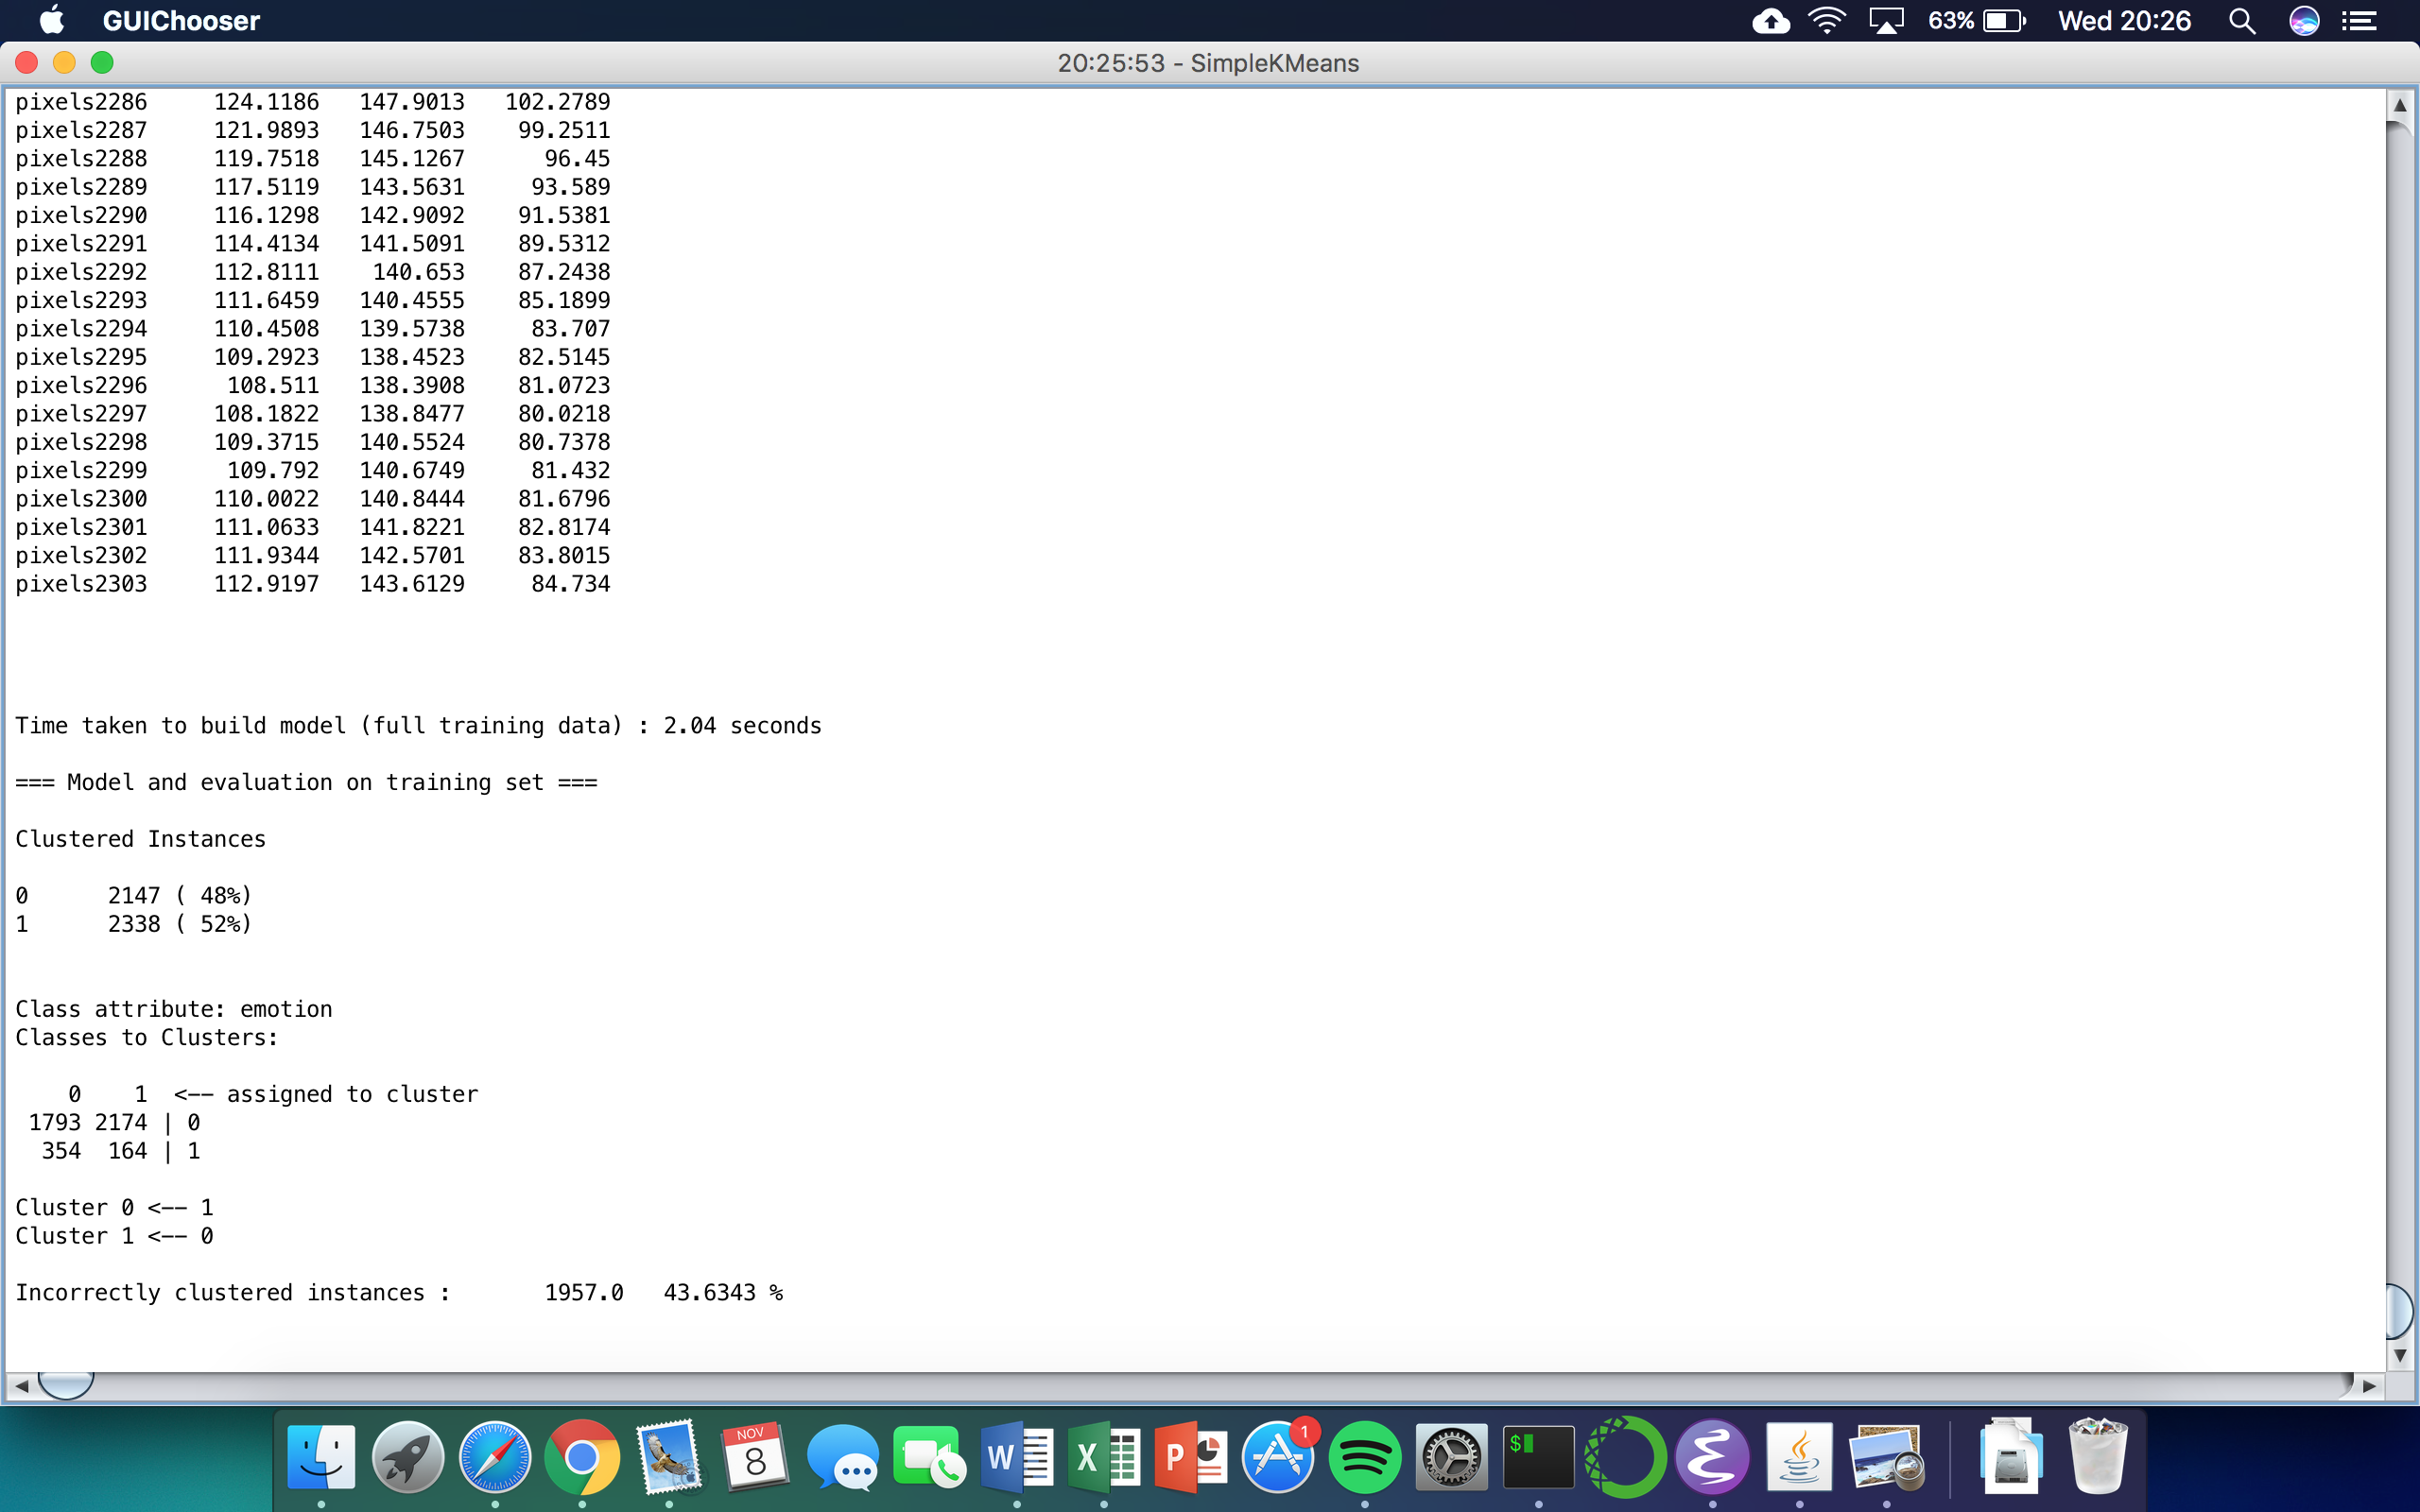 GUIChooser 63% Wed 20:26
20:25:53 - SimpleKMeans
pixels2286 124.1186 147.9013 102.2789
pixels2287 121.9893 146.7503 99.2511
pixels2288 119.7518 145.1267 96.45
pixels2289 117.5119 143.5631 93.589
pixels2290 116.1298 142.9092 91.5381
pixels2291 114.4134 141.5091 89.5312
pixels2292 112.8111 140.653 87.2438
pixels2293 111.6459 140.4555 85.1899
pixels2294 110.4508 139.5738 83.707
pixels2295 109.2923 138.4523 82.5145
pixels2296 108.511 138.3908 81.0723
pixels2297 108.1822 138.8477 80.0218
pixels2298 109.3715 140.5524 80.7378
pixels2299 109.792 140.6749 81.432
pixels2300 110.0022 140.8444 81.6796
pixels2301 111.0633 141.8221 82.8174
pixels2302 111.9344 142.5701 83.8015
pixels2303 112.9197 143.6129 84.734
Time taken to build model (full training data) : 2.04 seconds
=== Model and evaluation on training set ===
Clustered Instances
0 2147 ( 48%)
1 2338 ( 52%)
Class attribute: emotion
Classes to Clusters:
0 1 <-- assigned to cluster
1793 2174 | 0
354 164 | 1
Cluster 0 <-- 1
Cluster 1 <-- 0
Incorrectly clustered instances : 1957.0 43.6343 %
NOV
8
W
X
P
1
$